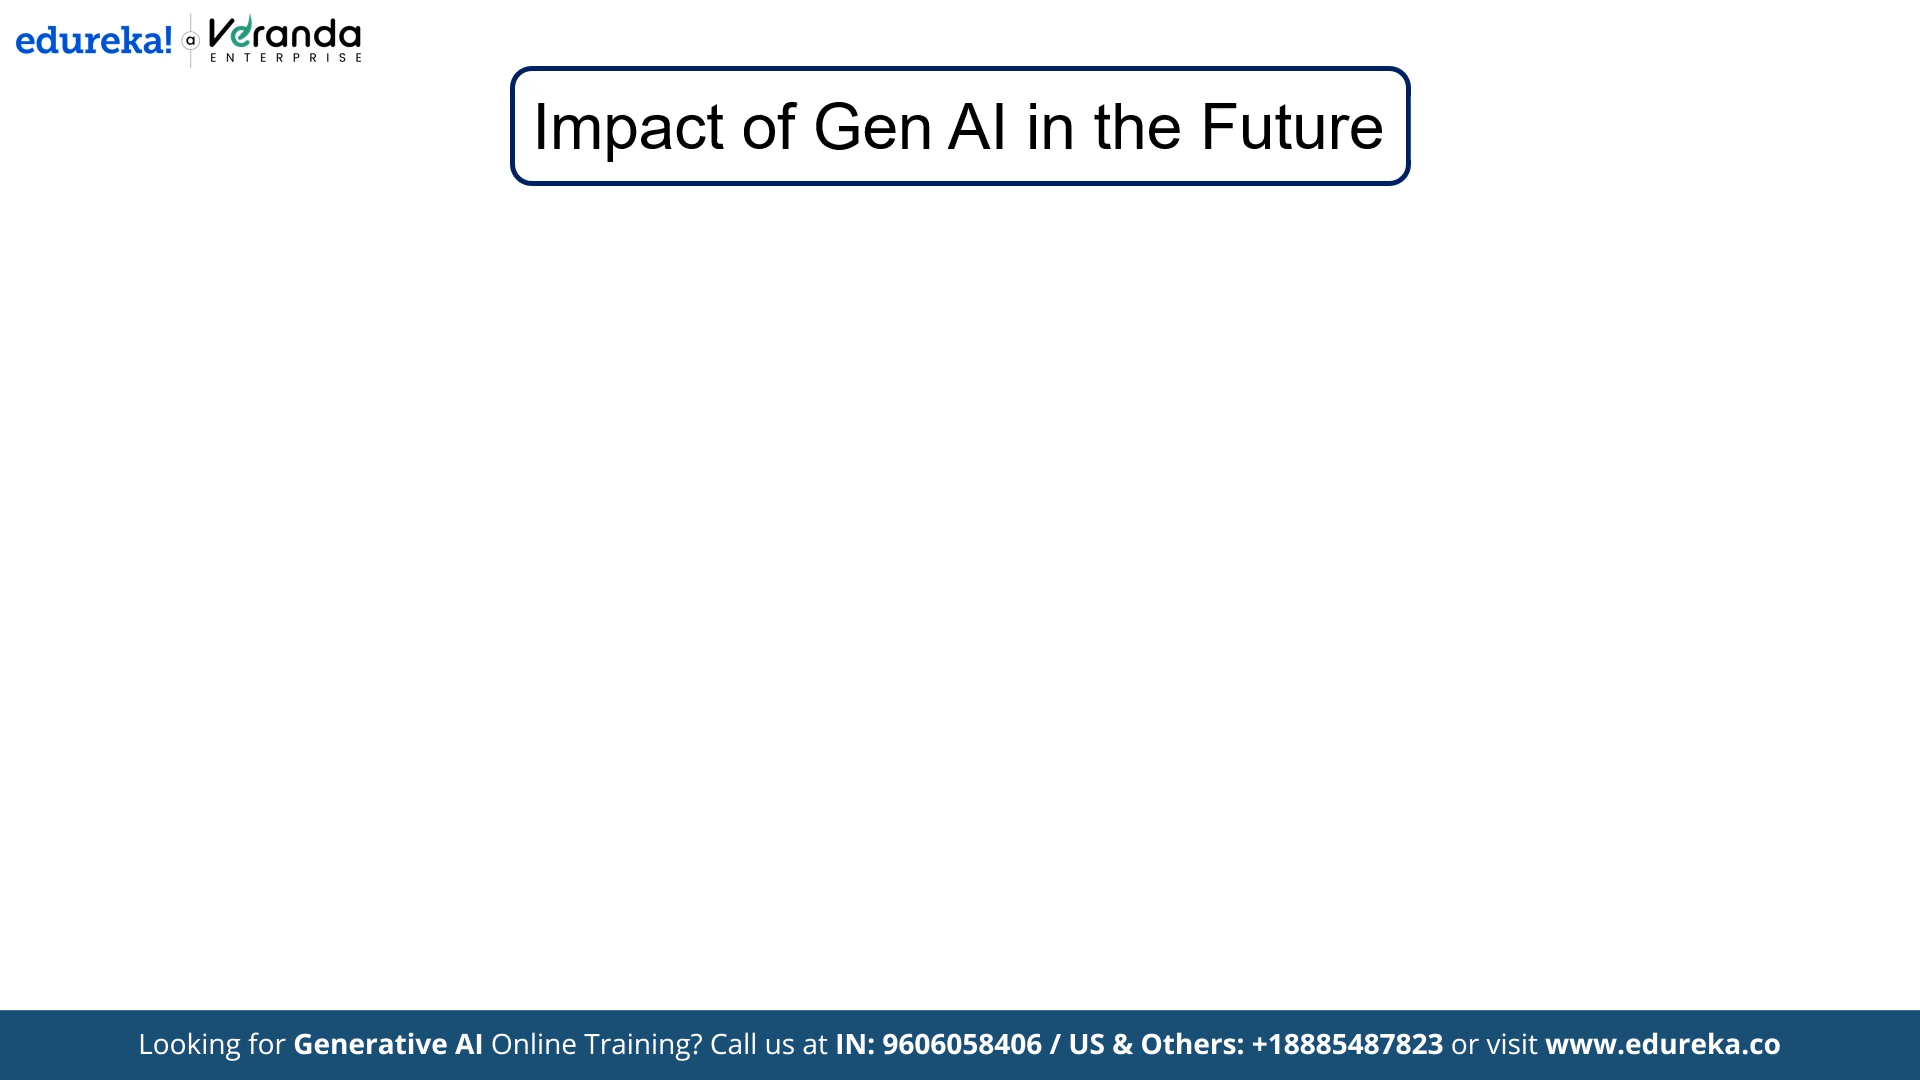 edureka! a Veranda
ENTERPRISE
Impact of Gen AI in the Future
Looking for Generative AI Online Training? Call us at IN: 9606058406 / US & Others: +18885487823 or visit www.edureka.co